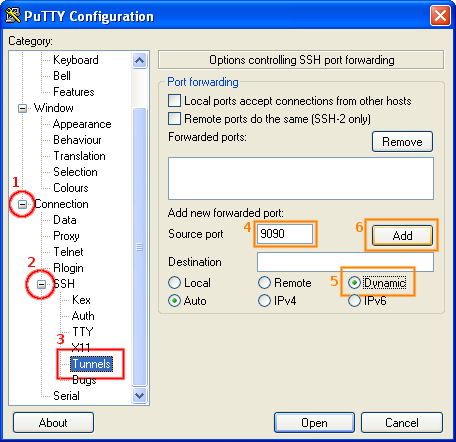 PuTTY Configuration
Category:
Keyboard
Bell
Features
Window
Appearance
Behaviour
Translation
Selection
Colours
1
Connection
Data
Proxy
Telnet
Rlogin
2
SSH
Kex
Auth
TTY
3
X11
Tunnels
Bugs
Serial
Options controlling SSH port forwarding
Port forwarding
Local ports accept connections from other hosts
Remote ports do the same (SSH-2 only)
Forwarded ports:
Remove
Add new forwarded port:
Source port
4
9090
6
Add
Destination
Local
Remote
5
Dynamic
Auto
IPv4
IPv6
About
Open
Cancel